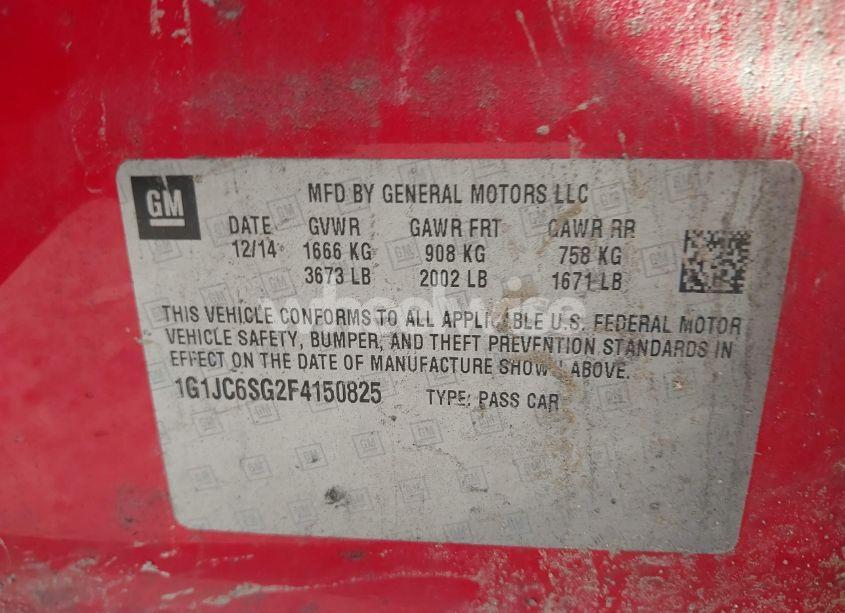 GM
MFD BY GENERAL MOTORS LLC
DATE GVWR GAWR FRT GAWR RR
12/14 1666 KG 908 KG 758 KG
3673 LB 2002 LB 1671 LB
THIS VEHICLE CONFORMS TO ALL APPLICABLE U.S. FEDERAL MOTOR
VEHICLE SAFETY, BUMPER, AND THEFT PREVENTION STANDARDS IN
EFFECT ON THE DATE OF MANUFACTURE SHOWN ABOVE.
1G1JC6SG2F4150825 TYPE: PASS CAR